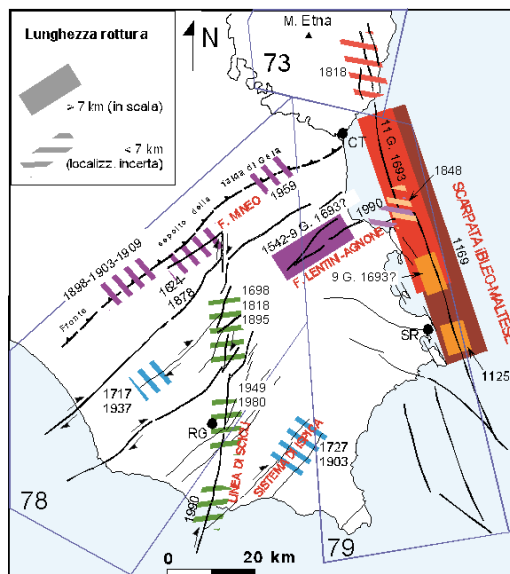 Lunghezza rottura
≥ 7 km (in scala)
< 7 km
(localizz. incerta)
N
M. Etna
73
1818
CT
11 G. 1693
1848
SCARPATA IBLEO-MALTESE
1169
Fronte sepolto della Falda di Gela
1959
F. MINEO
1898-1903-1909
1624
1878
1542-9 G. 1693?
1990
F. LENTIN-AGNONE
9 G. 1693?
1698
1818
1895
SR
1125
1717
1937
1949
1980
RG
LINEA DI SCICLI
SISTEMA DI ISPICA
1727
1903
1990
78
79
0 20 km